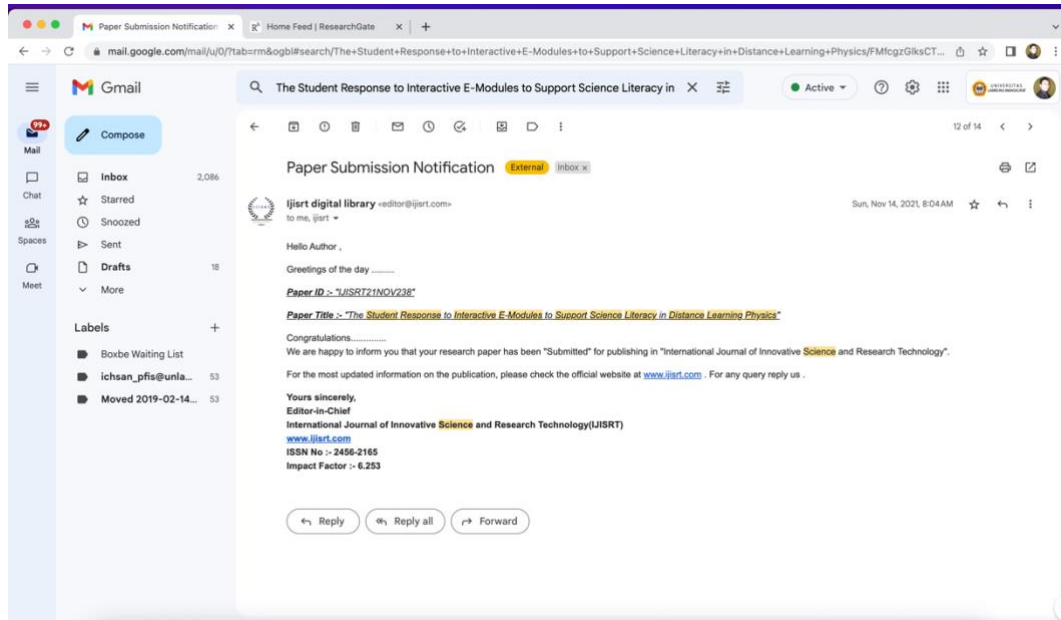 Paper Submission Notification
Home Feed | ResearchGate
mail.google.com/mail/u/0/?tab=rm&ogbl#search/The+Student+Response+to+Interactive+E-Modules+to+Support+Science+Literacy+in+Distance+Learning+Physics/FMfcgzGlksCT...
Gmail
The Student Response to Interactive E-Modules to Support Science Literacy in
Active
99+
Mail
Chat
Spaces
Meet
Compose
Inbox 2,086
Starred
Snoozed
Sent
Drafts 18
More
Labels
Boxbe Waiting List
ichsan_pfis@unla... 53
Moved 2019-02-14... 53
12 of 14
Paper Submission Notification External Inbox x
Ijisrt digital library <editor@ijisrt.com> Sun, Nov 14, 2021, 8:04 AM
to me, ijisrt
Hello Author ,
Greetings of the day .........
Paper ID :- "IJISRT21NOV238"
Paper Title :- "The Student Response to Interactive E-Modules to Support Science Literacy in Distance Learning Physics"
Congratulations..............
We are happy to inform you that your research paper has been "Submitted" for publishing in "International Journal of Innovative Science and Research Technology".
For the most updated information on the publication, please check the official website at www.ijisrt.com . For any query reply us .
Yours sincerely,
Editor-in-Chief
International Journal of Innovative Science and Research Technology(IJISRT)
www.ijisrt.com
ISSN No :- 2456-2165
Impact Factor :- 6.253
Reply Reply all Forward